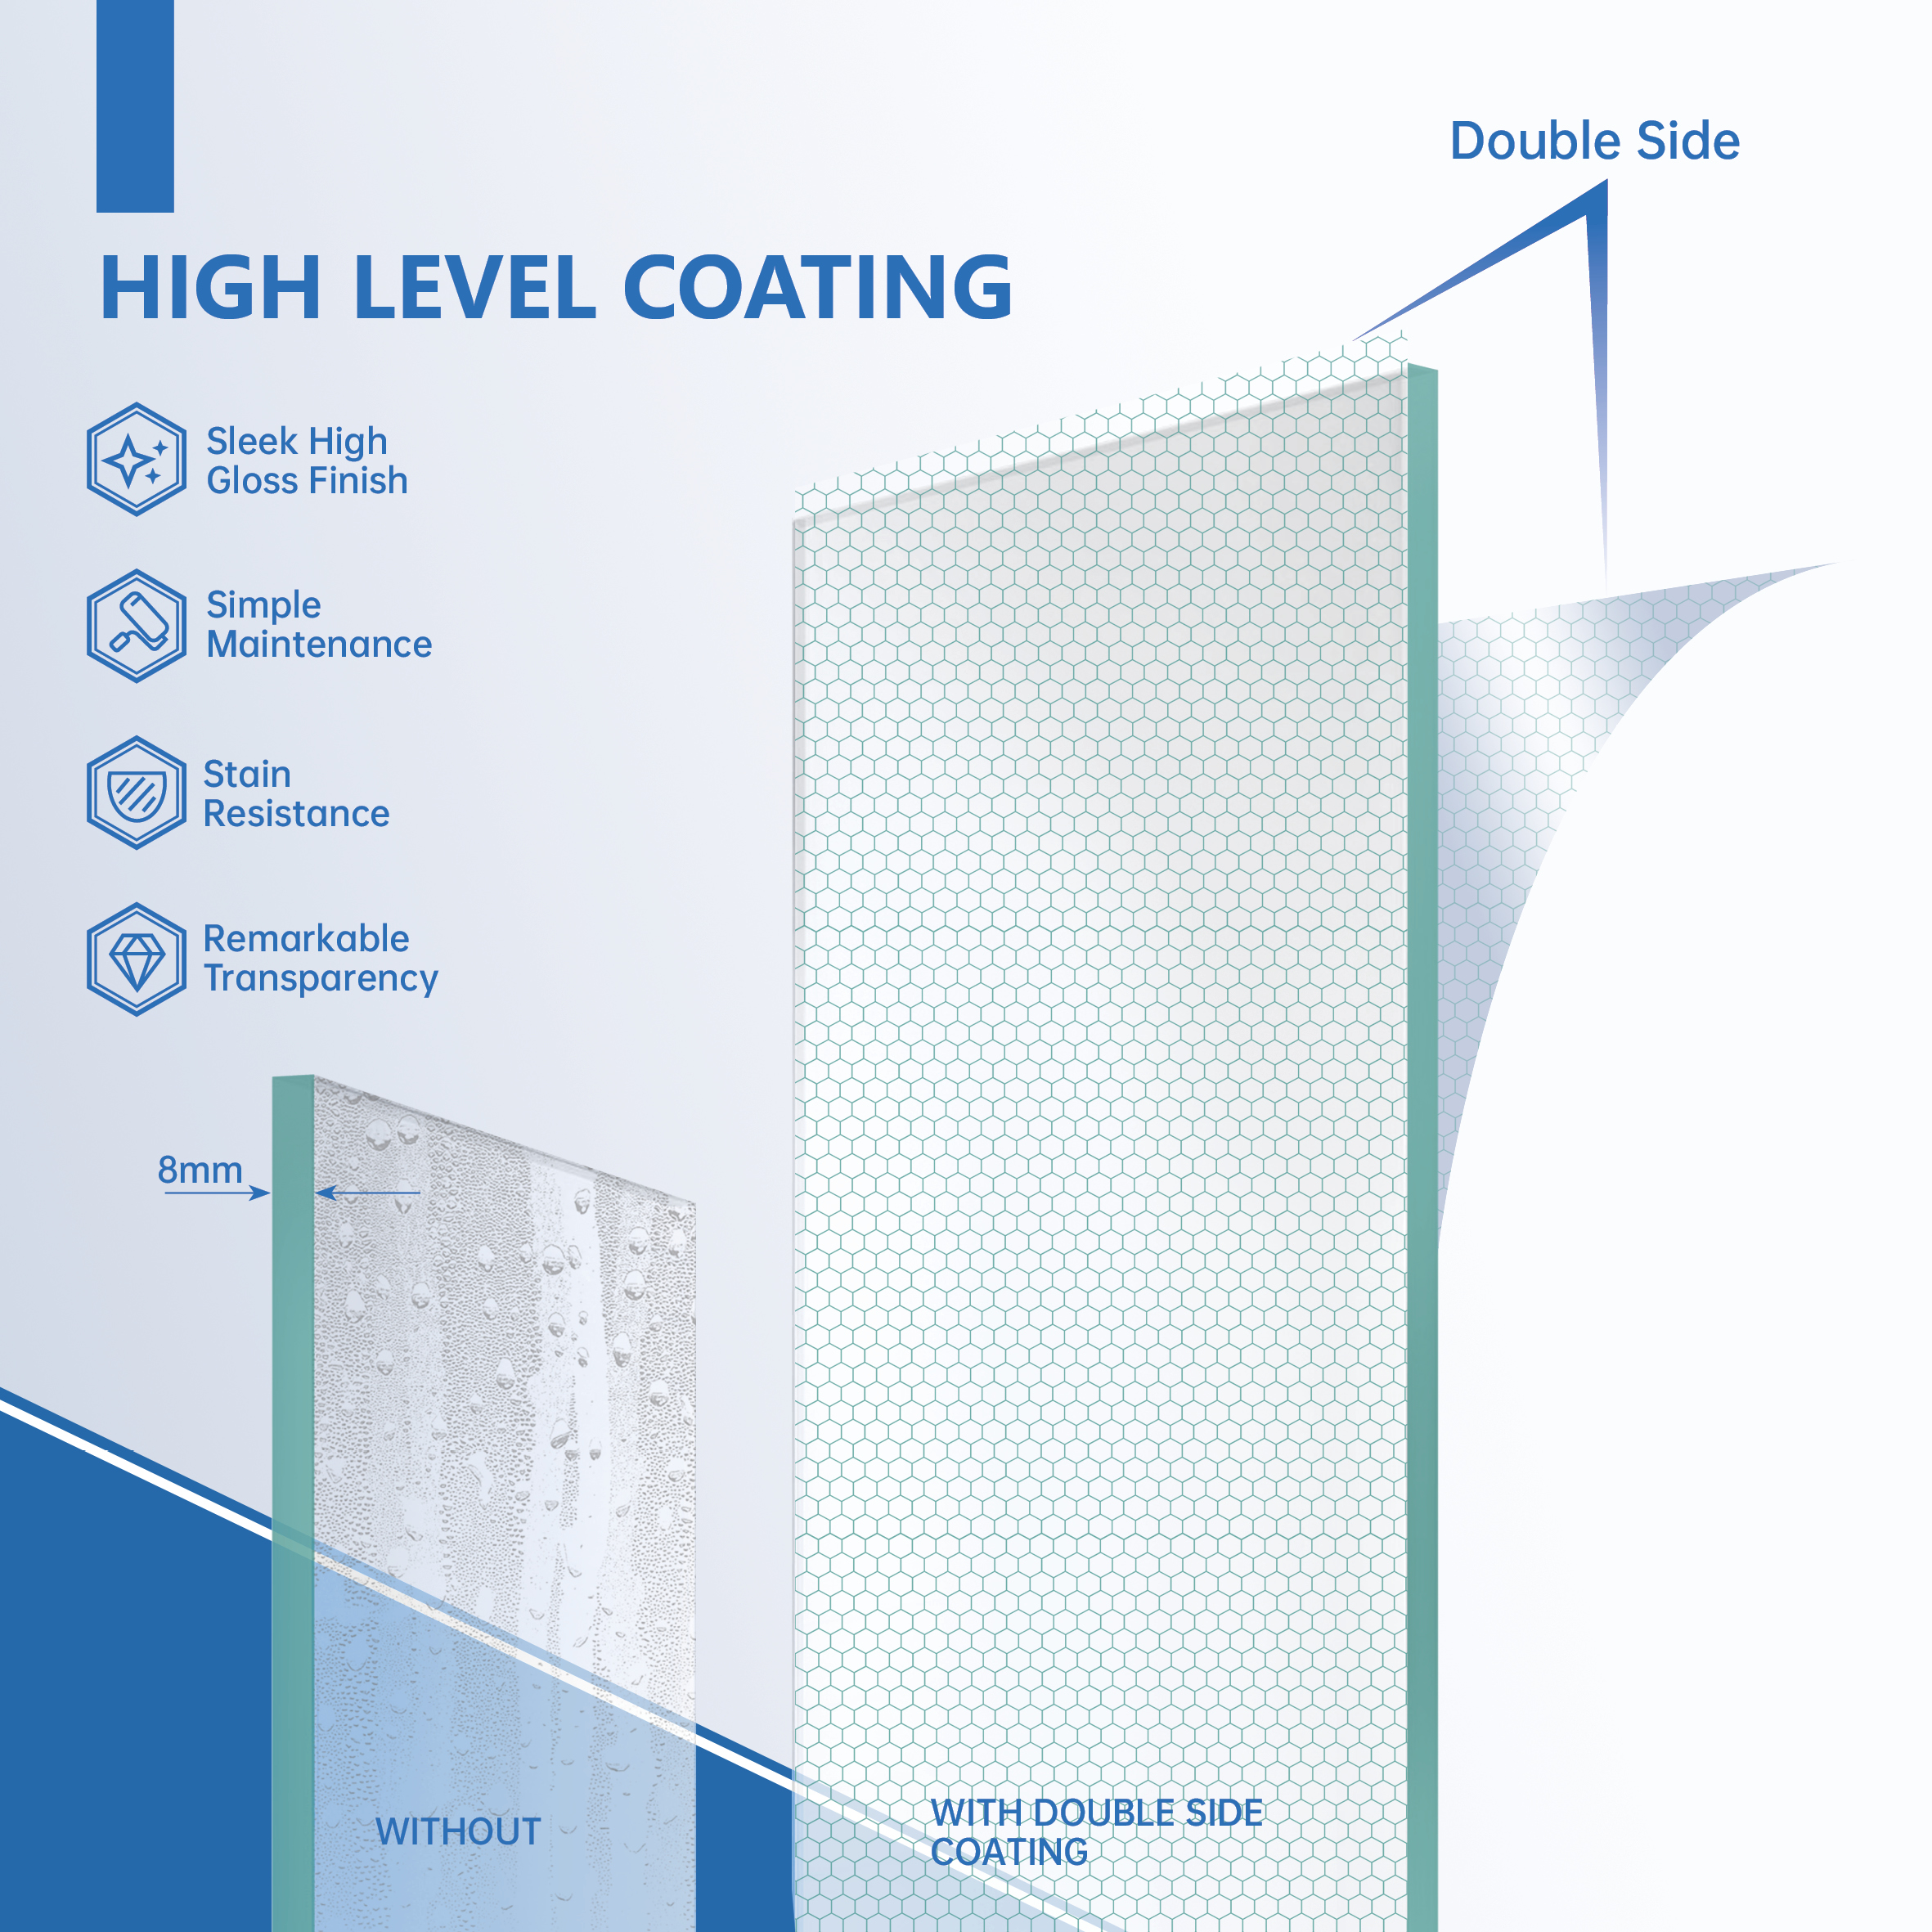 Double Side
HIGH LEVEL COATING
Sleek High
Gloss Finish
Simple
Maintenance
Stain
Resistance
Remarkable
Transparency
8mm
WITHOUT
WITH DOUBLE SIDE
COATING